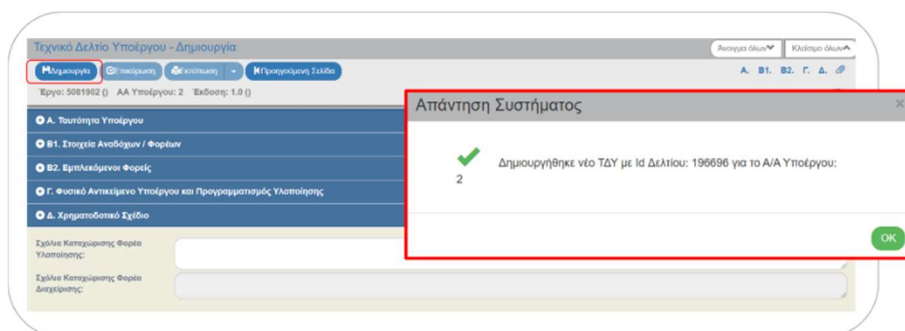 Τεχνικό Δελτίο Υποέργου - Δημιουργία
Άνοιγμα όλων Κλείσιμο όλων
Δημιουργία Επικύρωση Εκτύπωση Προηγούμενη Σελίδα
Α. Β1. Β2. Γ. Δ.
Έργο: 5081902 () ΑΑ Υποέργου: 2 Έκδοση: 1.0 ()
Απάντηση Συστήματος
Α. Ταυτότητα Υποέργου
Β1. Στοιχεία Αναδόχων / Φορέων
Β2. Εμπλεκόμενοι Φορείς
Γ. Φυσικό Αντικείμενο Υποέργου και Προγραμματισμός Υλοποίησης
Δ. Χρηματοδοτικό Σχέδιο
Δημιουργήθηκε νέο ΤΔΥ με Id Δελτίου: 196696 για το Α/Α Υποέργου:
2
OK
Σχόλια Καταχώρισης Φορέα
Υλοποίησης:
Σχόλια Καταχώρισης Φορέα
Διαχείρισης: